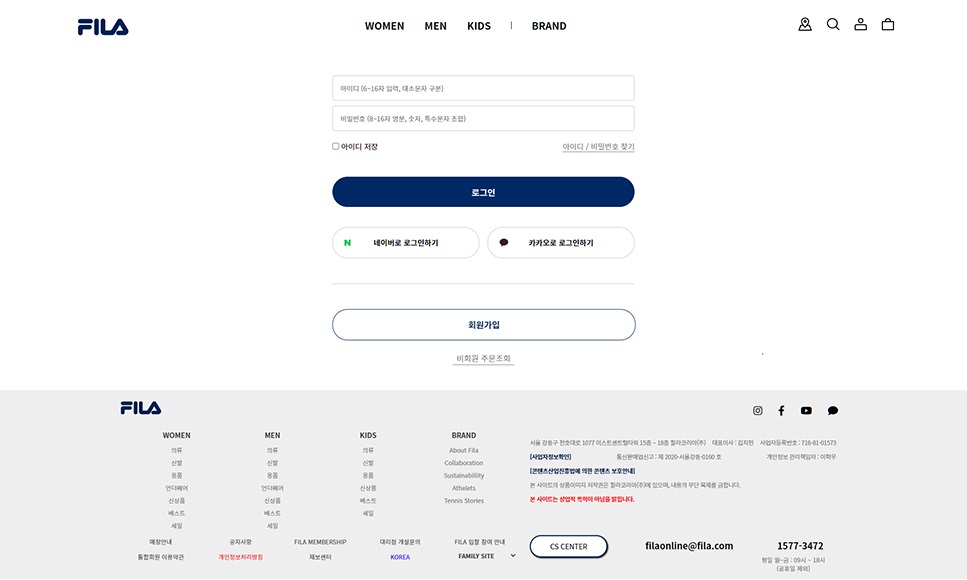 FILA
WOMEN MEN KIDS | BRAND
아이디 (6~16자 입력, 대소문자 구분)
비밀번호 (8~16자 영문, 숫자, 특수문자 조합)
아이디 저장
아이디 / 비밀번호 찾기
로그인
N 네이버로 로그인하기
카카오로 로그인하기
회원가입
비회원 주문조회
FILA
WOMEN
의류
신발
용품
언더웨어
신상품
베스트
세일
MEN
의류
신발
용품
언더웨어
신상품
베스트
세일
KIDS
의류
신발
용품
신상품
베스트
세일
BRAND
About Fila
Collaboration
Sustainability
Athelets
Tennis Stories
서울 강동구 천호대로 1077 이스트센트럴타워 15층 ~ 18층 휠라코리아(주) 대표이사 : 김지헌 사업자등록번호 : 716-81-01573
[사업자정보확인] 통신판매업신고 : 제 2020-서울강동-0160 호 개인정보 관리책임자 : 이학우
[콘텐츠산업진흥법에 의한 콘텐츠 보호안내]
본 사이트의 상품이미지 저작권은 휠라코리아(주)에 있으며, 내용의 무단 복제를 금합니다.
본 사이트는 상업적 목적이 아님을 밝힙니다.
매장안내 공지사항 FILA MEMBERSHIP 대리점 개설문의 FILA 입찰 참여 안내
통합회원 이용약관 개인정보처리방침 제보센터 KOREA FAMILY SITE
CS CENTER
filaonline@fila.com
1577-3472
평일 월~금 : 09시 ~ 18시
(공휴일 제외)